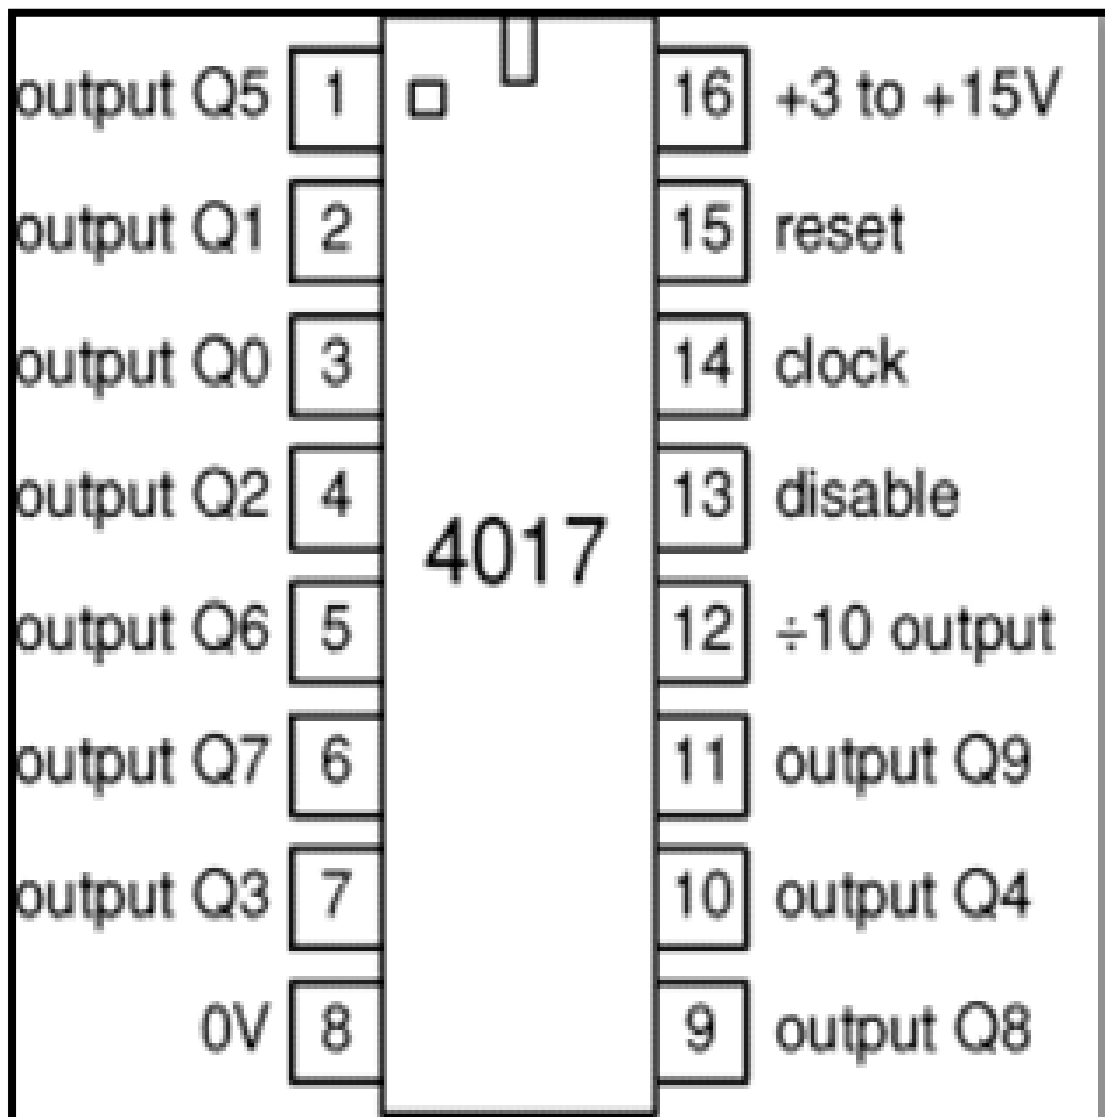 output Q5 1 16 +3 to +15V
output Q1 2 15 reset
output Q0 3 14 clock
output Q2 4 13 disable
4017
output Q6 5 12 ÷10 output
output Q7 6 11 output Q9
output Q3 7 10 output Q4
0V 8 9 output Q8